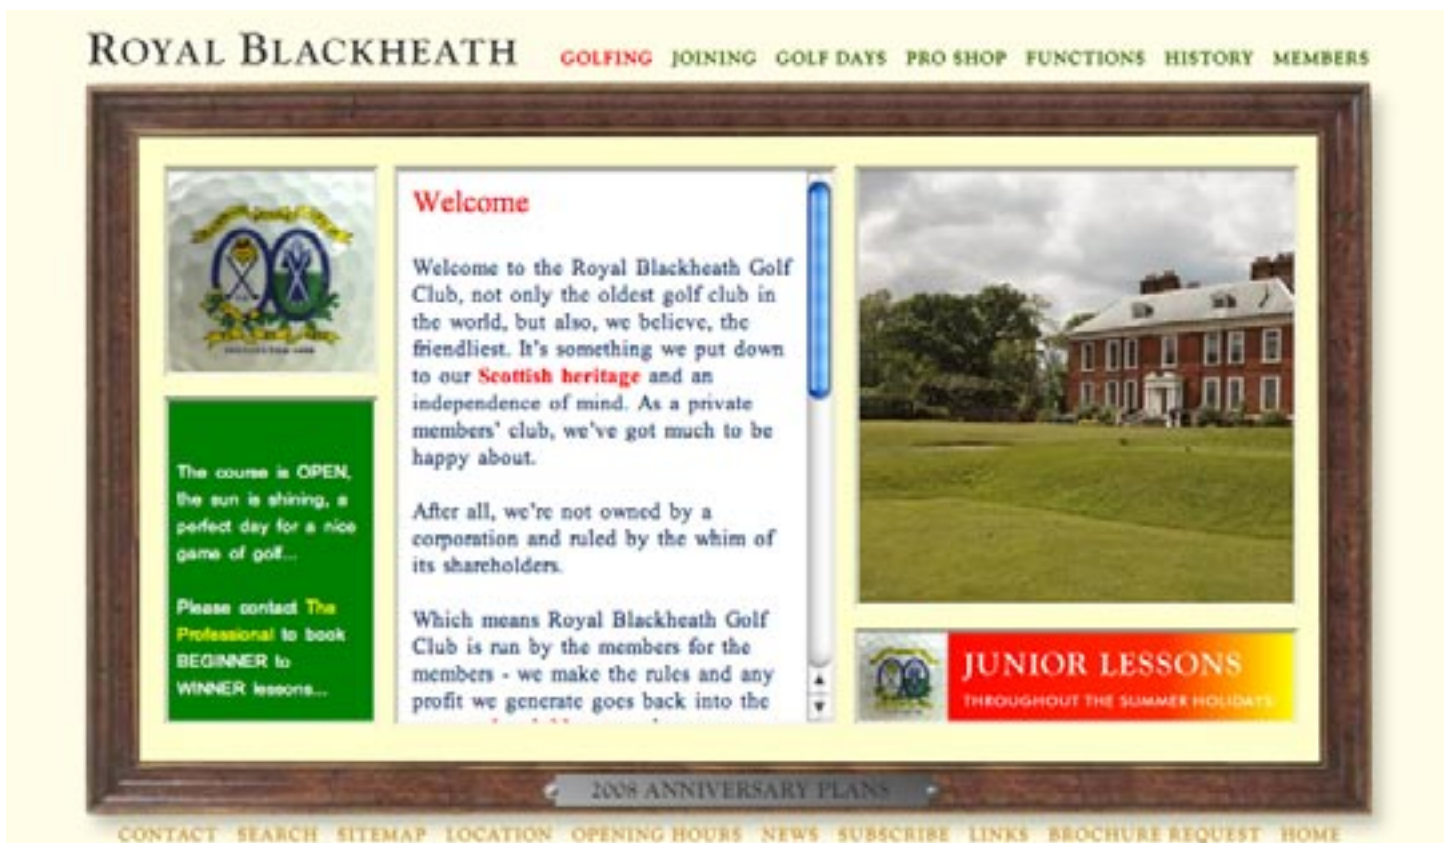 ROYAL BLACKHEATH
GOLFING JOINING GOLF DAYS PRO SHOP FUNCTIONS HISTORY MEMBERS
The course is OPEN,
the sun is shining, a
perfect day for a nice
game of golf...
Please contact The
Professional to book
BEGINNER to
WINNER lessons...
Welcome
Welcome to the Royal Blackheath Golf
Club, not only the oldest golf club in
the world, but also, we believe, the
friendliest. It's something we put down
to our Scottish heritage and an
independence of mind. As a private
members' club, we've got much to be
happy about.
After all, we're not owned by a
corporation and ruled by the whim of
its shareholders.
Which means Royal Blackheath Golf
Club is run by the members for the
members - we make the rules and any
profit we generate goes back into the
JUNIOR LESSONS
THROUGHOUT THE SUMMER HOLIDAYS
2008 ANNIVERSARY PLANS
CONTACT SEARCH SITEMAP LOCATION OPENING HOURS NEWS SUBSCRIBE LINKS BROCHURE REQUEST HOME